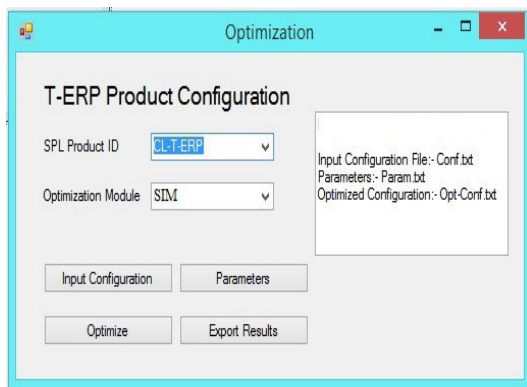 Optimization
T-ERP Product Configuration
SPL Product ID CL-T-ERP
Optimization Module SIM
Input Configuration File:- Conf.txt
Parameters:- Param.txt
Optimized Configuration:- Opt-Conf.txt
Input Configuration Parameters
Optimize Export Results